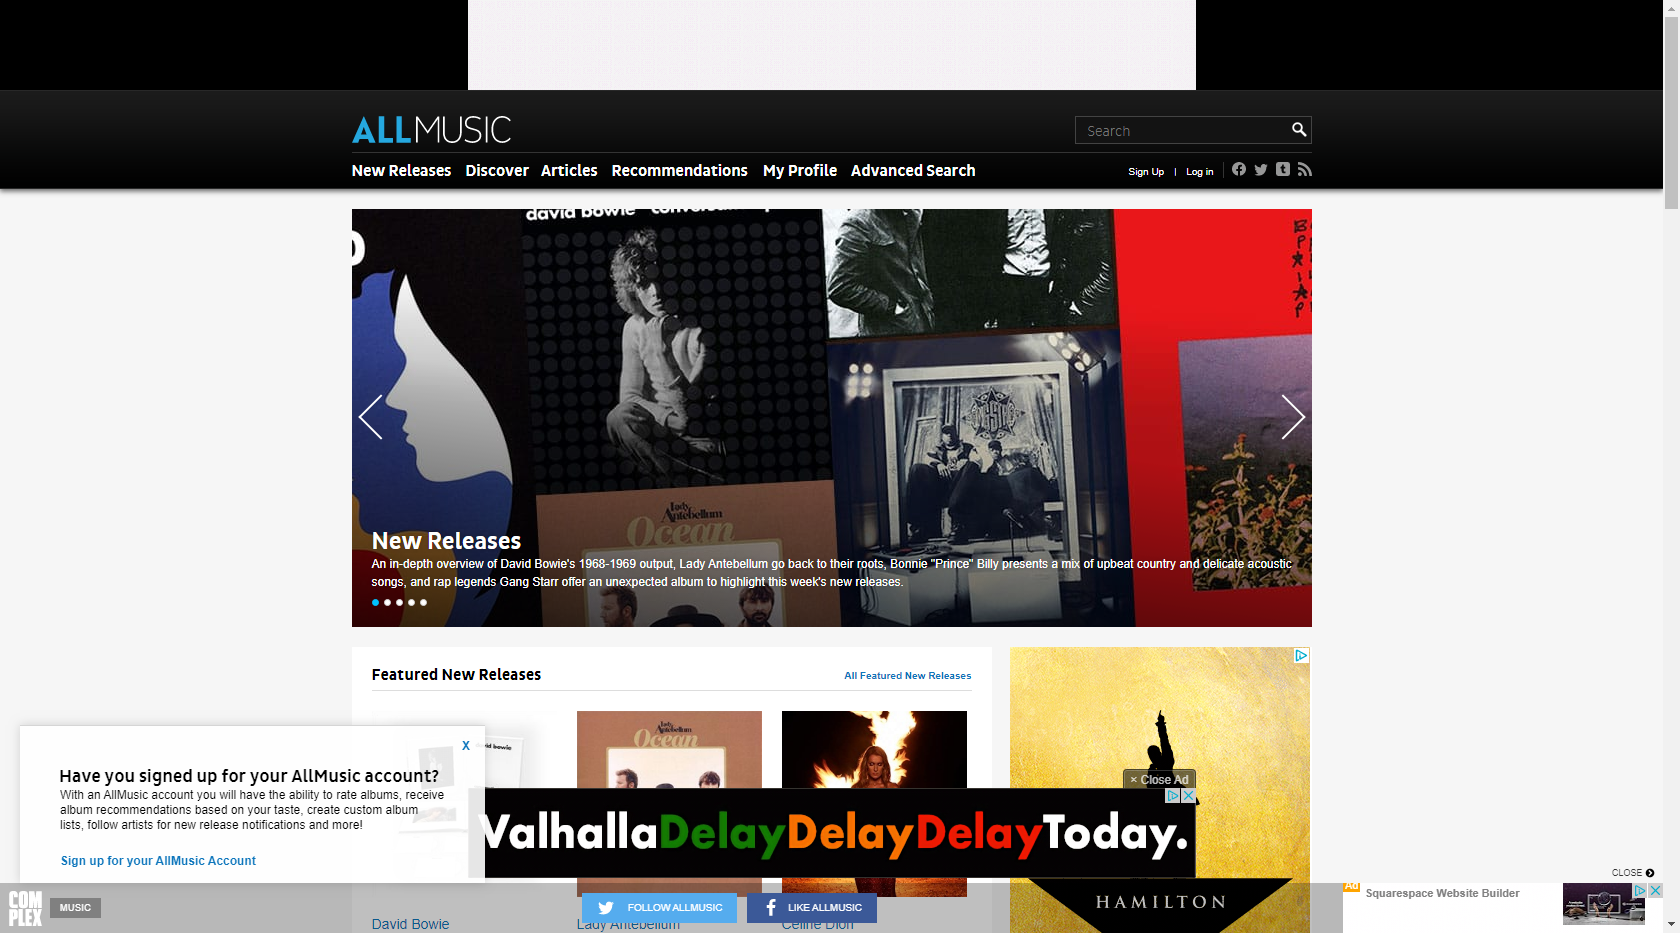 ALLMUSIC
Search
New Releases
Discover
Articles
Recommendations
My Profile
Advanced Search
Sign Up
Log in
david bowie
Lady
Antebellum
Ocean
New Releases
An in-depth overview of David Bowie's 1968-1969 output, Lady Antebellum go back to their roots, Bonnie "Prince" Billy presents a mix of upbeat country and delicate acoustic
songs, and rap legends Gang Starr offer an unexpected album to highlight this week's new releases.
Featured New Releases
All Featured New Releases
X
david bowie
Lady
Antebellum
Ocean
Have you signed up for your AllMusic account?
With an AllMusic account you will have the ability to rate albums, receive
album recommendations based on your taste, create custom album
lists, follow artists for new release notifications and more!
Sign up for your AllMusic Account
× Close Ad
ValhallaDelayDelayDelayToday.
HAMILTON
CLOSE
COM
PLEX
MUSIC
FOLLOW ALLMUSIC
LIKE ALLMUSIC
Ad
Squarespace Website Builder
David Bowie
Lady Antebellum
Celine Dion